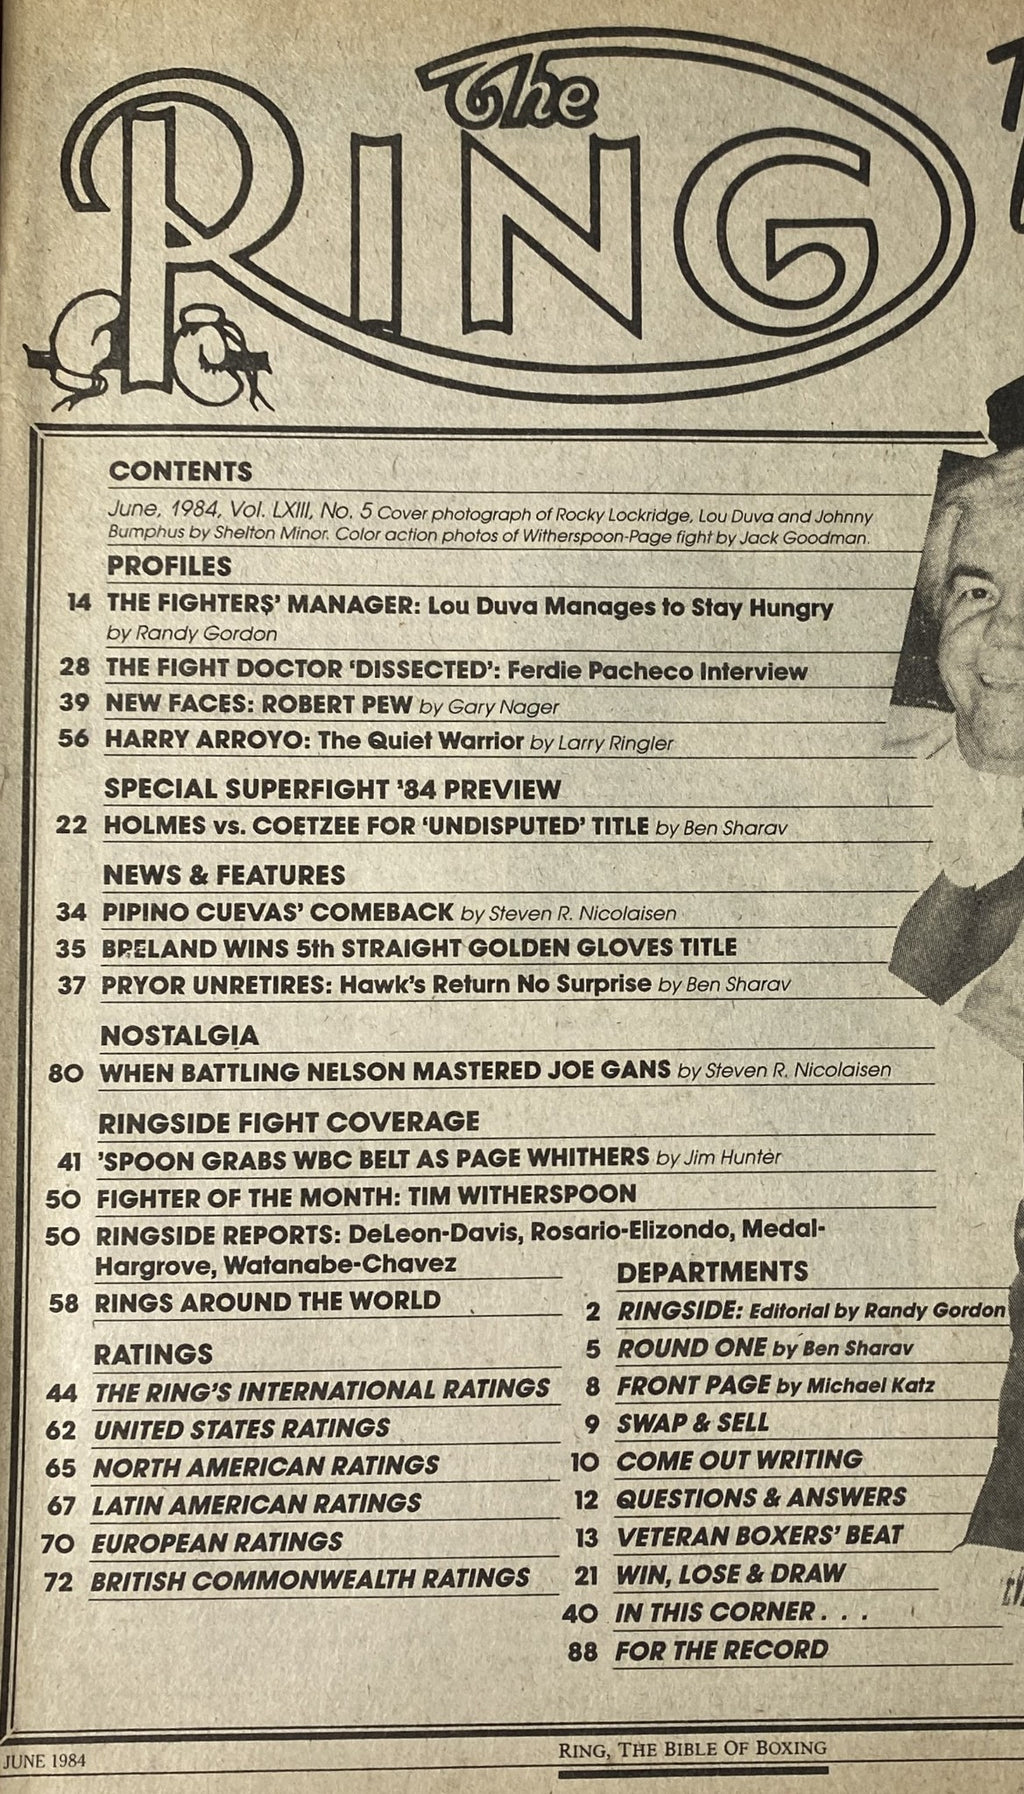 The
RING
CONTENTS
June, 1984, Vol. LXIII, No. 5 Cover photograph of Rocky Lockridge, Lou Duva and Johnny
Bumphus by Shelton Minor. Color action photos of Witherspoon-Page fight by Jack Goodman.
PROFILES
14 THE FIGHTER$' MANAGER: Lou Duva Manages to Stay Hungry
by Randy Gordon
28 THE FIGHT DOCTOR 'DISSECTED': Ferdie Pacheco Interview
39 NEW FACES: ROBERT PEW by Gary Nager
56 HARRY ARROYO: The Quiet Warrior by Larry Ringler
SPECIAL SUPERFIGHT '84 PREVIEW
22 HOLMES vs. COETZEE FOR 'UNDISPUTED' TITLE by Ben Sharav
NEWS & FEATURES
34 PIPINO CUEVAS' COMEBACK by Steven R. Nicolaisen
35 BRELAND WINS 5th STRAIGHT GOLDEN GLOVES TITLE
37 PRYOR UNRETIRES: Hawk's Return No Surprise by Ben Sharav
NOSTALGIA
80 WHEN BATTLING NELSON MASTERED JOE GANS by Steven R. Nicolaisen
RINGSIDE FIGHT COVERAGE
41 'SPOON GRABS WBC BELT AS PAGE WHITHERS by Jim Hunter
50 FIGHTER OF THE MONTH: TIM WITHERSPOON
50 RINGSIDE REPORTS: DeLeon-Davis, Rosario-Elizondo, Medal-
Hargrove, Watanabe-Chavez
58 RINGS AROUND THE WORLD
RATINGS
44 THE RING'S INTERNATIONAL RATINGS
62 UNITED STATES RATINGS
65 NORTH AMERICAN RATINGS
67 LATIN AMERICAN RATINGS
70 EUROPEAN RATINGS
72 BRITISH COMMONWEALTH RATINGS
DEPARTMENTS
2 RINGSIDE: Editorial by Randy Gordon
5 ROUND ONE by Ben Sharav
8 FRONT PAGE by Michael Katz
9 SWAP & SELL
10 COME OUT WRITING
12 QUESTIONS & ANSWERS
13 VETERAN BOXERS' BEAT
21 WIN, LOSE & DRAW
40 IN THIS CORNER . . .
88 FOR THE RECORD
JUNE 1984
RING, THE BIBLE OF BOXING